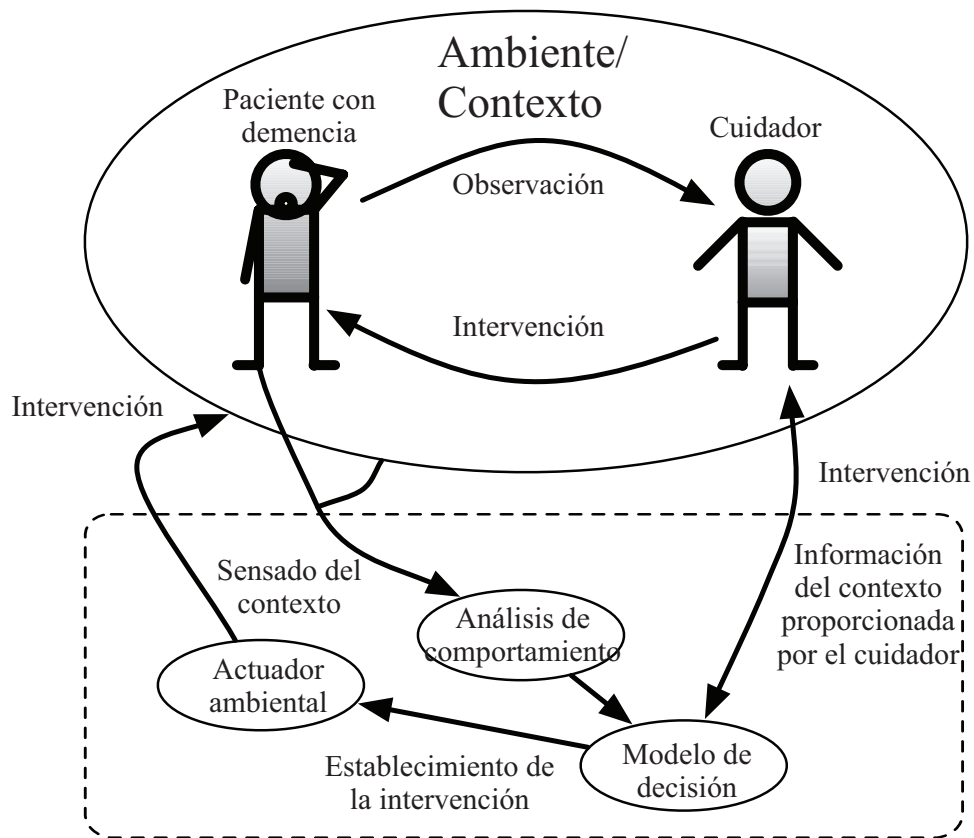 Ambiente/
Contexto
Paciente con
demencia
Cuidador
Observación
Intervención
Intervención
Intervención
Sensado del
contexto
Análisis de
comportamiento
Información
del contexto
proporcionada
por el cuidador
Actuador
ambiental
Establecimiento de
la intervención
Modelo de
decisión